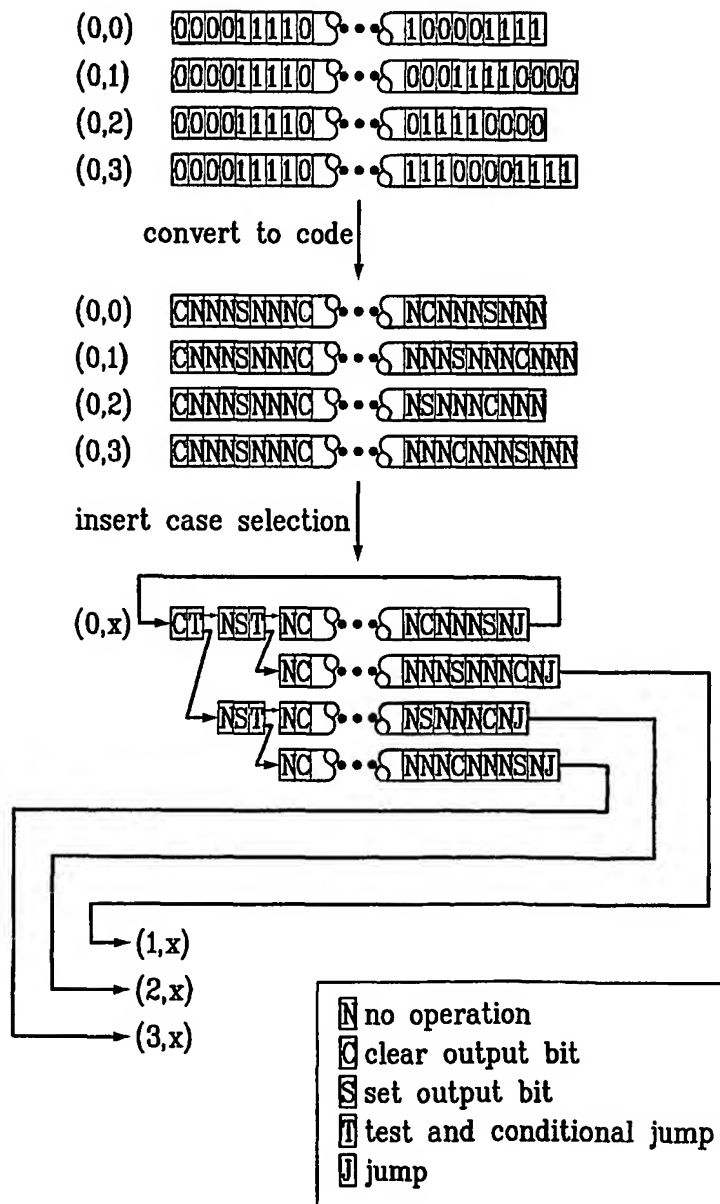 (0,0) 000011110 ••• 100001111
(0,1) 000011110 ••• 00011110000
(0,2) 000011110 ••• 011110000
(0,3) 000011110 ••• 11100001111
convert to code
(0,0) CNNNSNNNC ••• NCNNNSNNN
(0,1) CNNNSNNNC ••• NNNSNNNCNNN
(0,2) CNNNSNNNC ••• NSNNNCNNN
(0,3) CNNNSNNNC ••• NNNCNNNSNNN
insert case selection
(0,x) CT NST NC ••• NCNNNSNJ
NC ••• NNNSNNNCNJ
NST NC ••• NSNNNCNJ
NC ••• NNNCNNNSNJ
(1,x)
(2,x)
(3,x)
N no operation
C clear output bit
S set output bit
T test and conditional jump
J jump